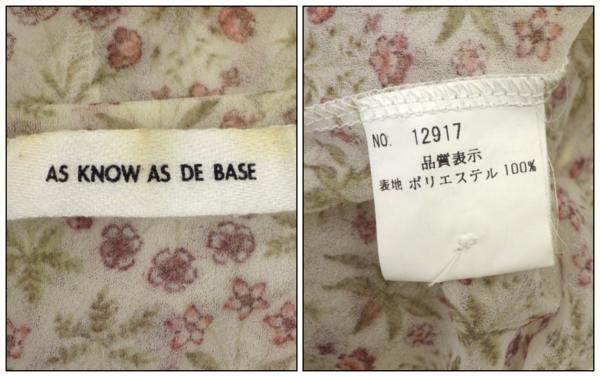 AS KNOW AS DE BASE
NO. 12917
品質表示
表地 ポリエステル 100%